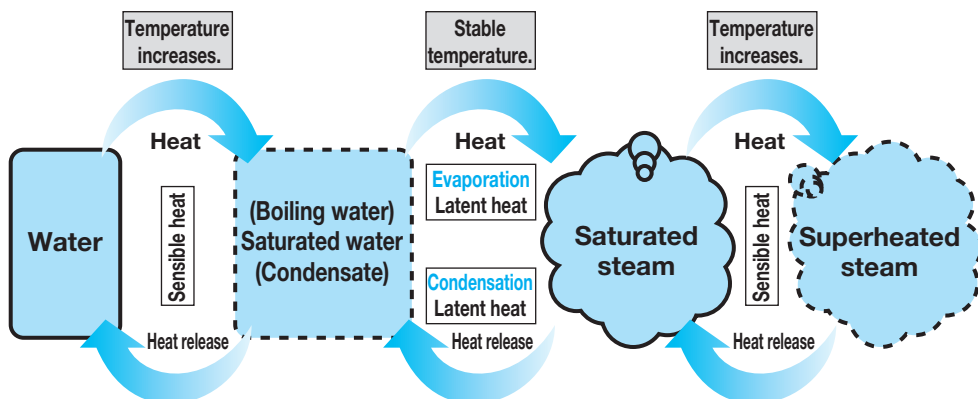 Temperature
increases.
Stable
temperature.
Temperature
increases.
Heat
Heat
Heat
Water
Sensible heat
(Boiling water)
Saturated water
(Condensate)
Evaporation
Latent heat
Condensation
Latent heat
Saturated
steam
Sensible heat
Superheated
steam
Heat release
Heat release
Heat release